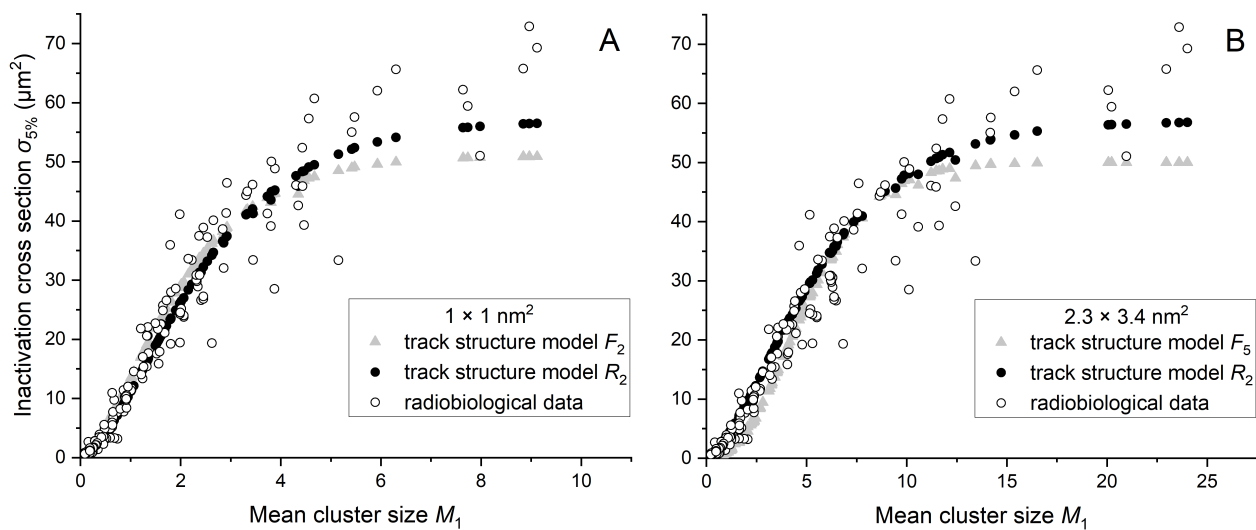 A
B
Inactivation cross section σ5% (µm²)
70
60
50
40
30
20
10
0
0
2
4
6
8
10
Mean cluster size M1
1 × 1 nm²
track structure model F2
track structure model R2
radiobiological data
70
60
50
40
30
20
10
0
0
5
10
15
20
25
Mean cluster size M1
2.3 × 3.4 nm²
track structure model F5
track structure model R2
radiobiological data